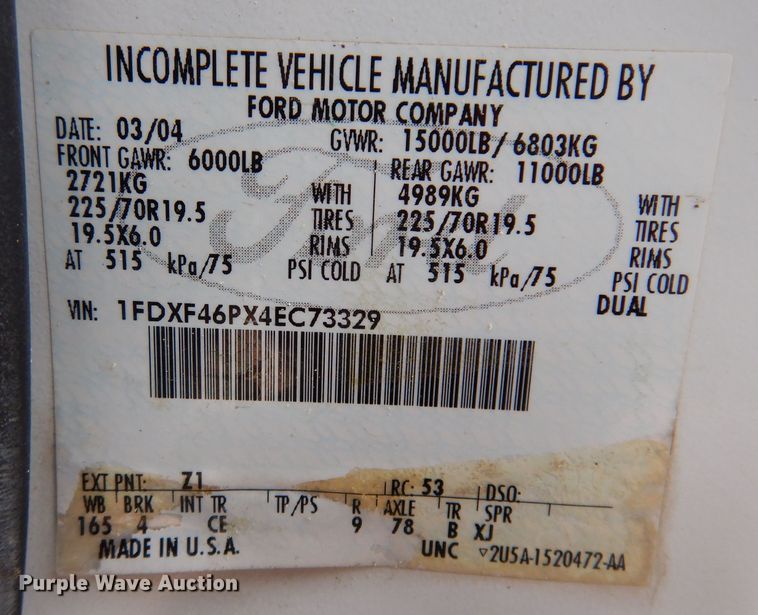 INCOMPLETE VEHICLE MANUFACTURED BY
FORD MOTOR COMPANY
DATE: 03/04 GVWR: 15000LB/ 6803KG
FRONT GAWR: 6000LB REAR GAWR: 11000LB
2721KG WITH 4989KG WITH
225/70R19.5 TIRES 225/70R19.5 TIRES
19.5X6.0 RIMS 19.5X6.0 RIMS
AT 515 kPa/75 PSI COLD AT 515 kPa/75 PSI COLD
DUAL
Ford
VIN: 1FDXF46PX4EC73329
EXT PNT: Z1 RC: 53 DSO:
WB BRK INT TR TP/PS R AXLE TR SPR
165 4 CE 9 78 B XJ
MADE IN U.S.A. UNC ▽2U5A-1520472-AA
Purple Wave Auction